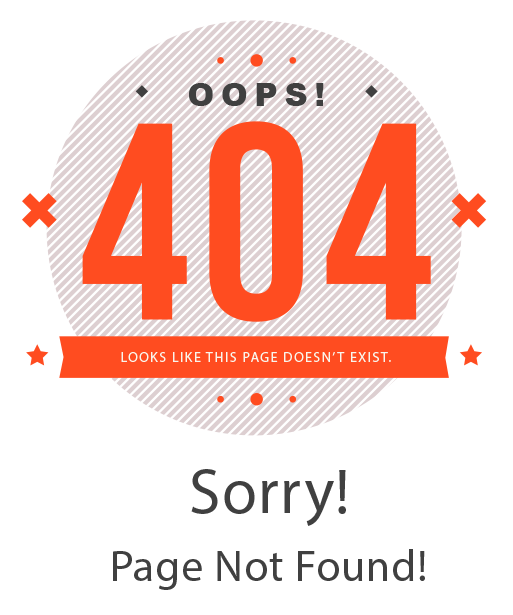 OOPS!
404
LOOKS LIKE THIS PAGE DOESN'T EXIST.
Sorry!
Page Not Found!